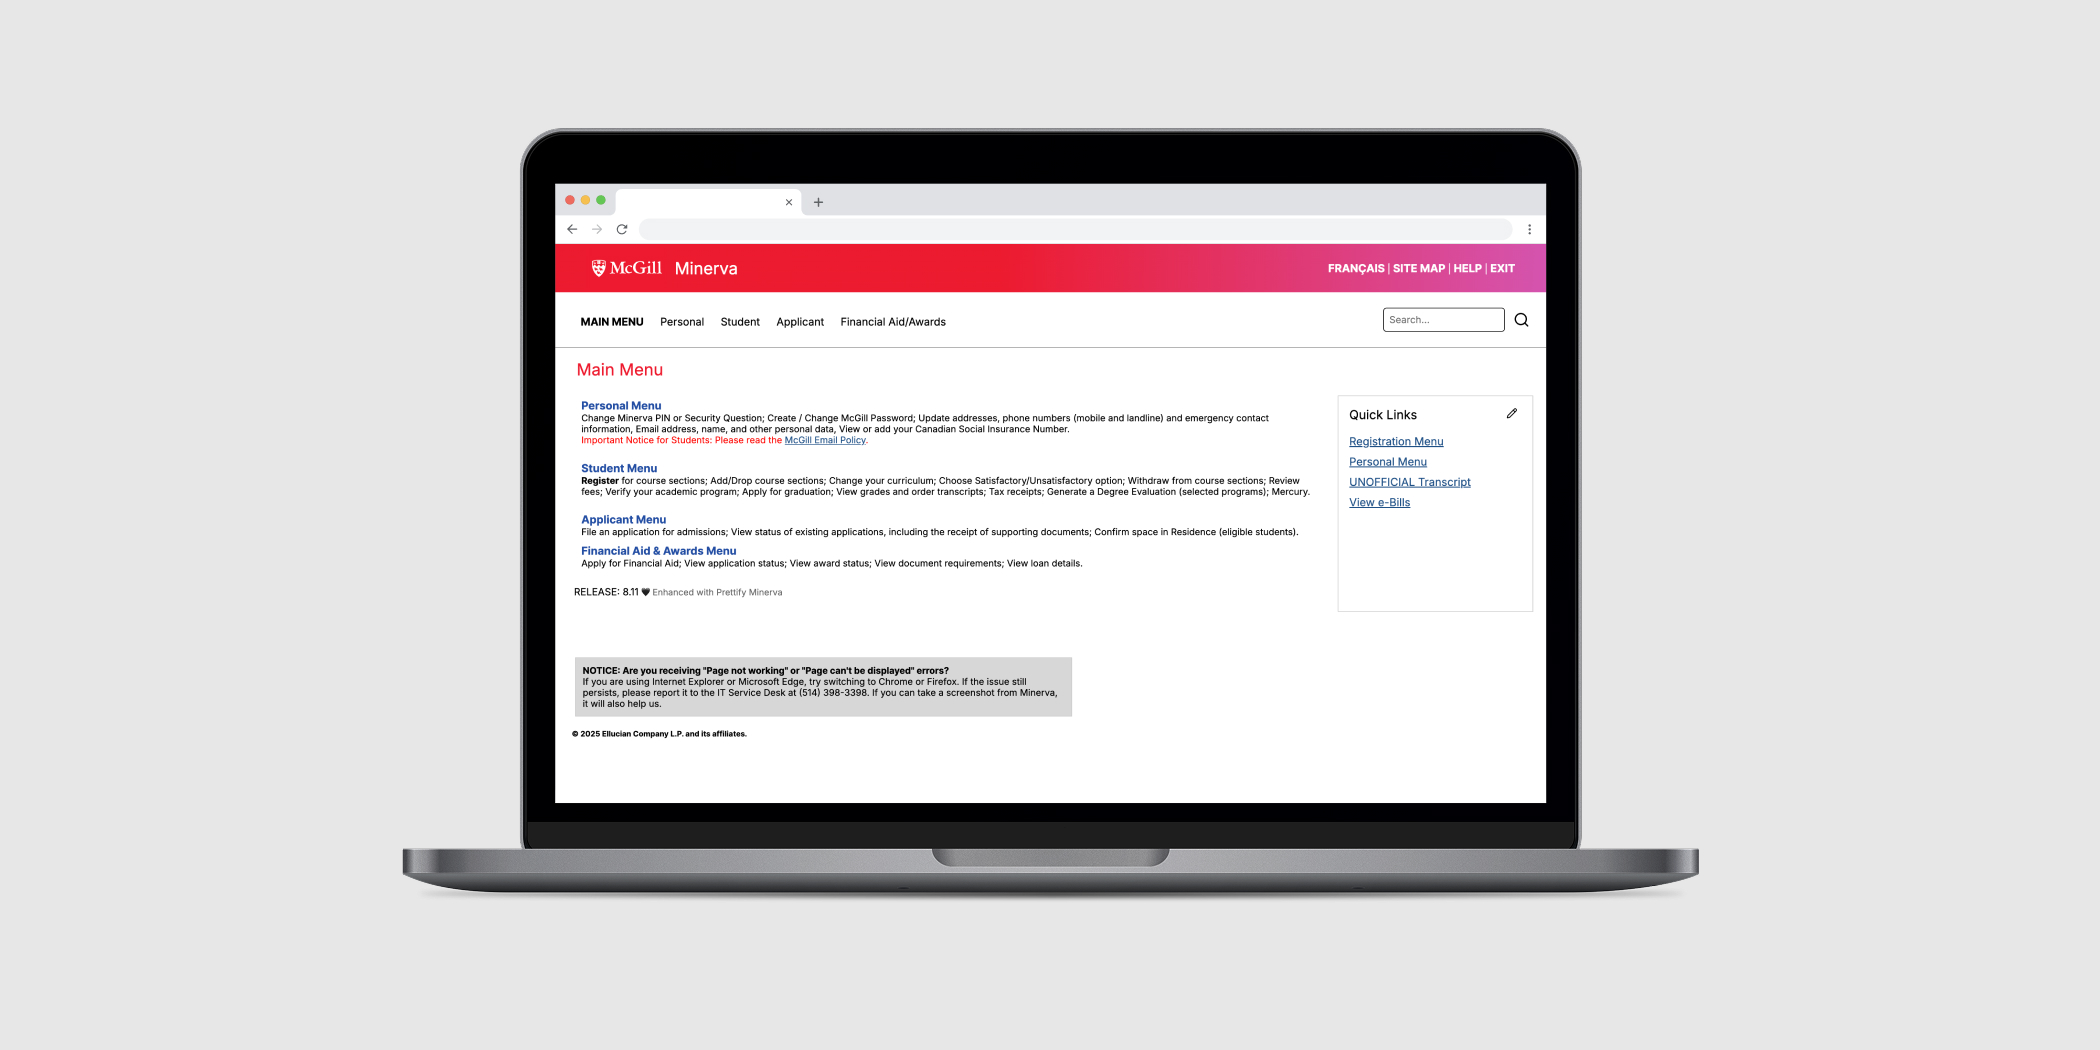 McGill Minerva
FRANÇAIS | SITE MAP | HELP | EXIT
MAIN MENU Personal Student Applicant Financial Aid/Awards
Search...
Main Menu
Personal Menu
Change Minerva PIN or Security Question; Create / Change McGill Password; Update addresses, phone numbers (mobile and landline) and emergency contact
information, Email address, name, and other personal data, View or add your Canadian Social Insurance Number.
Important Notice for Students: Please read the McGill Email Policy.
Student Menu
Register for course sections; Add/Drop course sections; Change your curriculum; Choose Satisfactory/Unsatisfactory option; Withdraw from course sections; Review
fees; Verify your academic program; Apply for graduation; View grades and order transcripts; Tax receipts; Generate a Degree Evaluation (selected programs); Mercury.
Applicant Menu
File an application for admissions; View status of existing applications, including the receipt of supporting documents; Confirm space in Residence (eligible students).
Financial Aid & Awards Menu
Apply for Financial Aid; View application status; View award status; View document requirements; View loan details.
RELEASE: 8.11 🖤 Enhanced with Prettify Minerva
Quick Links
Registration Menu
Personal Menu
UNOFFICIAL Transcript
View e-Bills
NOTICE: Are you receiving "Page not working" or "Page can't be displayed" errors?
If you are using Internet Explorer or Microsoft Edge, try switching to Chrome or Firefox. If the issue still
persists, please report it to the IT Service Desk at (514) 398-3398. If you can take a screenshot from Minerva,
it will also help us.
© 2025 Ellucian Company L.P. and its affiliates.